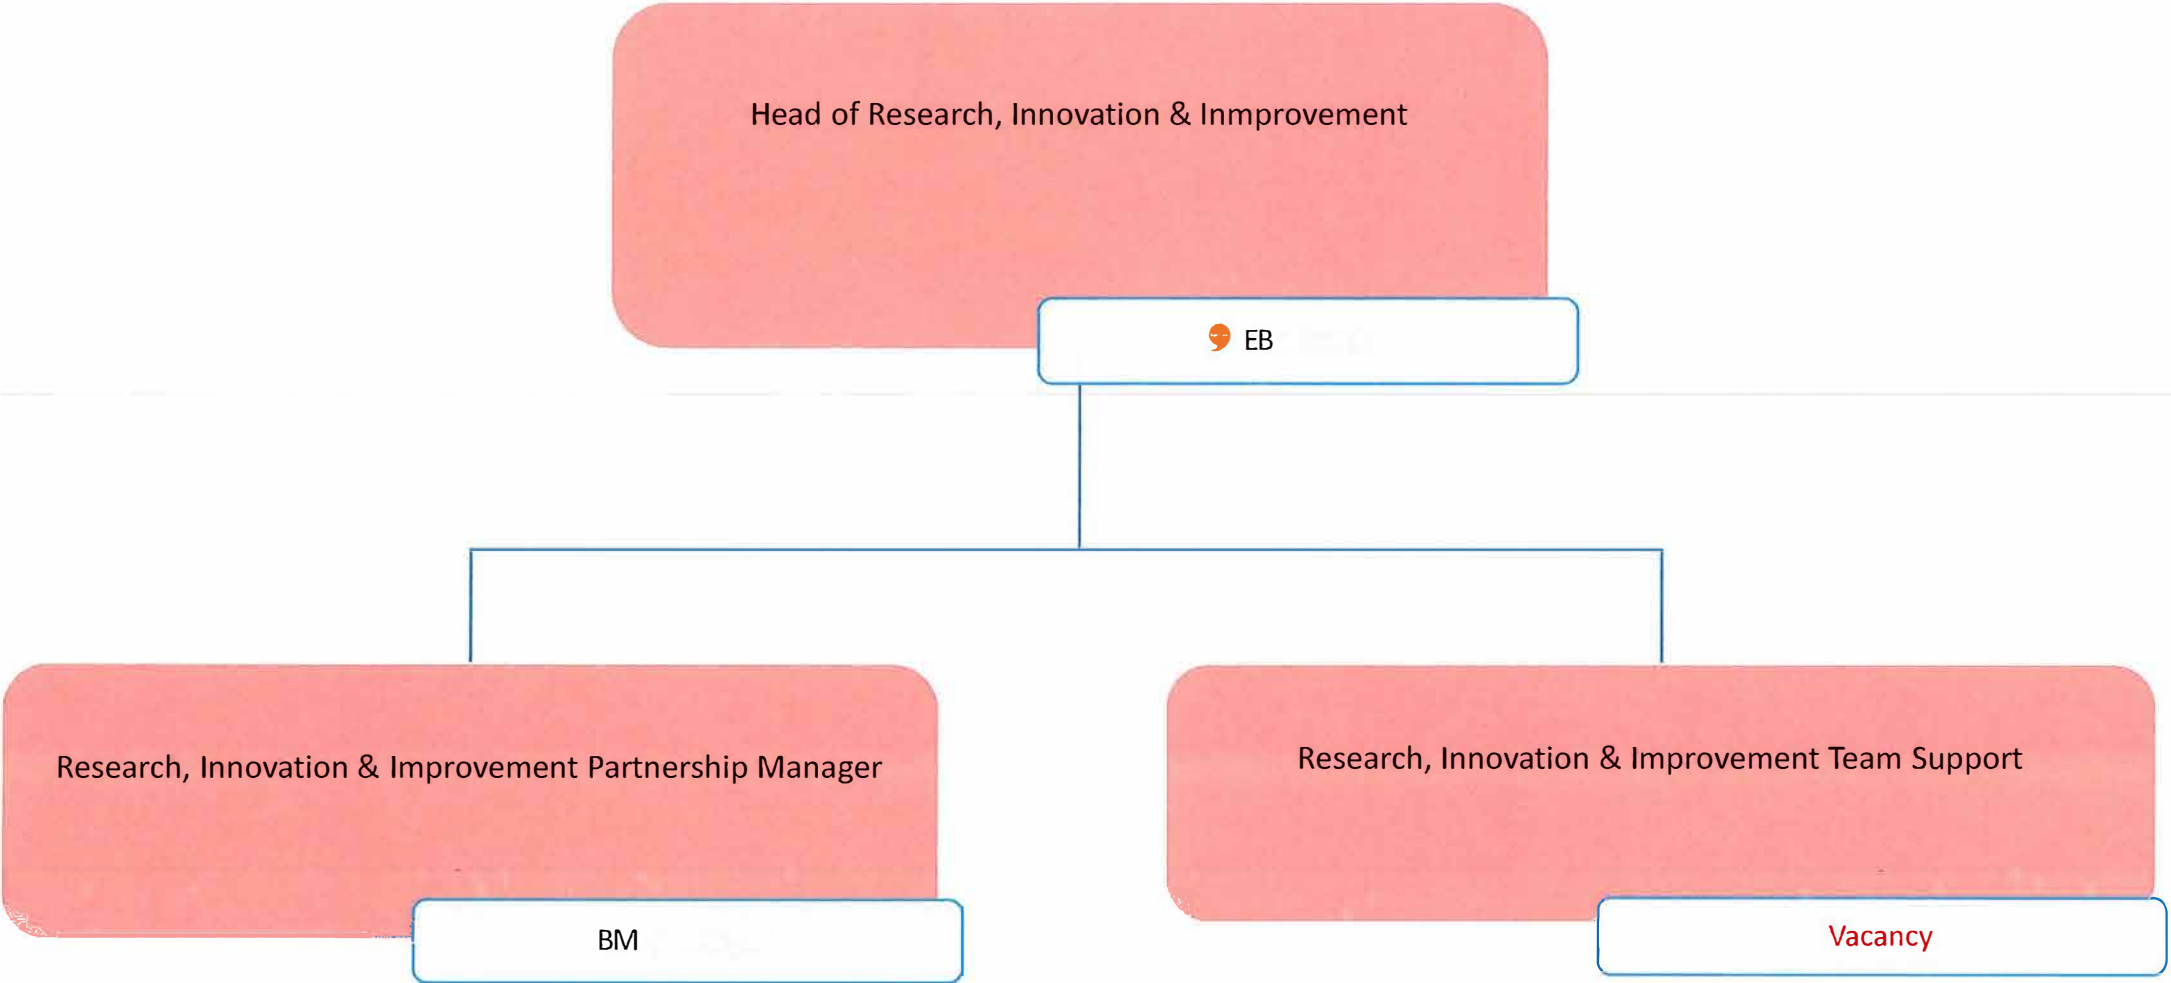 Head of Research, Innovation & Inmprovement
EB
Research, Innovation & Improvement Partnership Manager
Research, Innovation & Improvement Team Support
BM
Vacancy